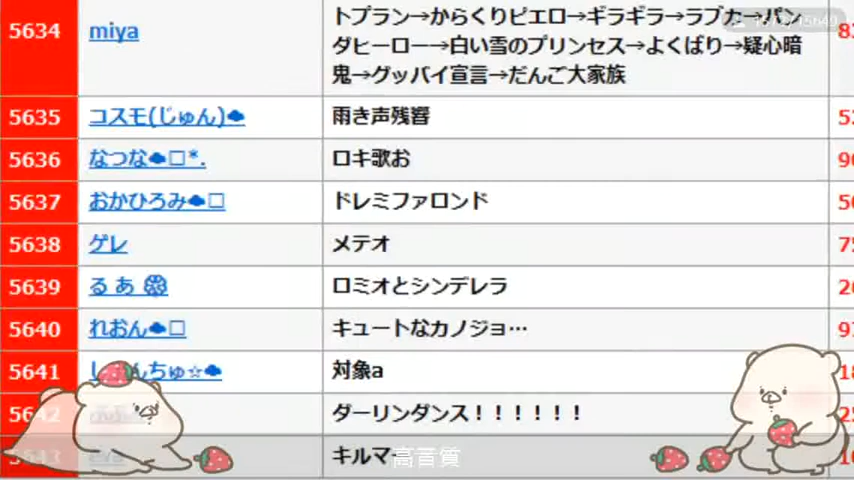 5634 miya トプラン→からくりピエロ→ギラギラ→ラブカ→パン
ダヒーロー→白い雪のプリンセス→よくばり→疑心暗
鬼→グッバイ宣言→だんご大家族
5635 コスモ(じゅん)☁ 雨き声残響
5636 なつな☁□*. ロキ歌お
5637 おかひろみ☁□ ドレミファロンド
5638 ゲレ メテオ
5639 るあ ロミオとシンデレラ
5640 れおん☁□ キュートなカノジョ…
5641 んちゅ☆☁ 対象a
5642 ダーリンダンス！！！！！！
5643 キルマー
高音質